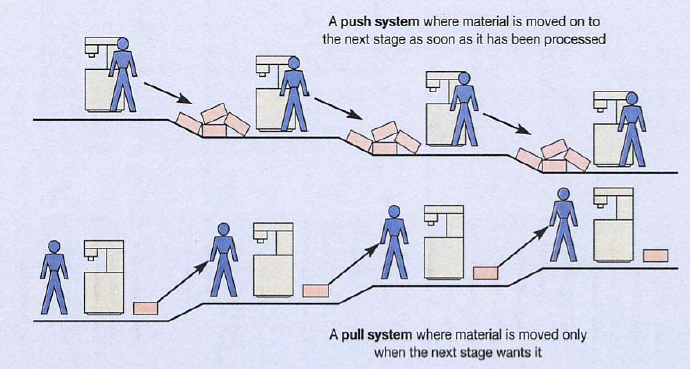 A push system where material is moved on to
the next stage as soon as it has been processed
A pull system where material is moved only
when the next stage wants it